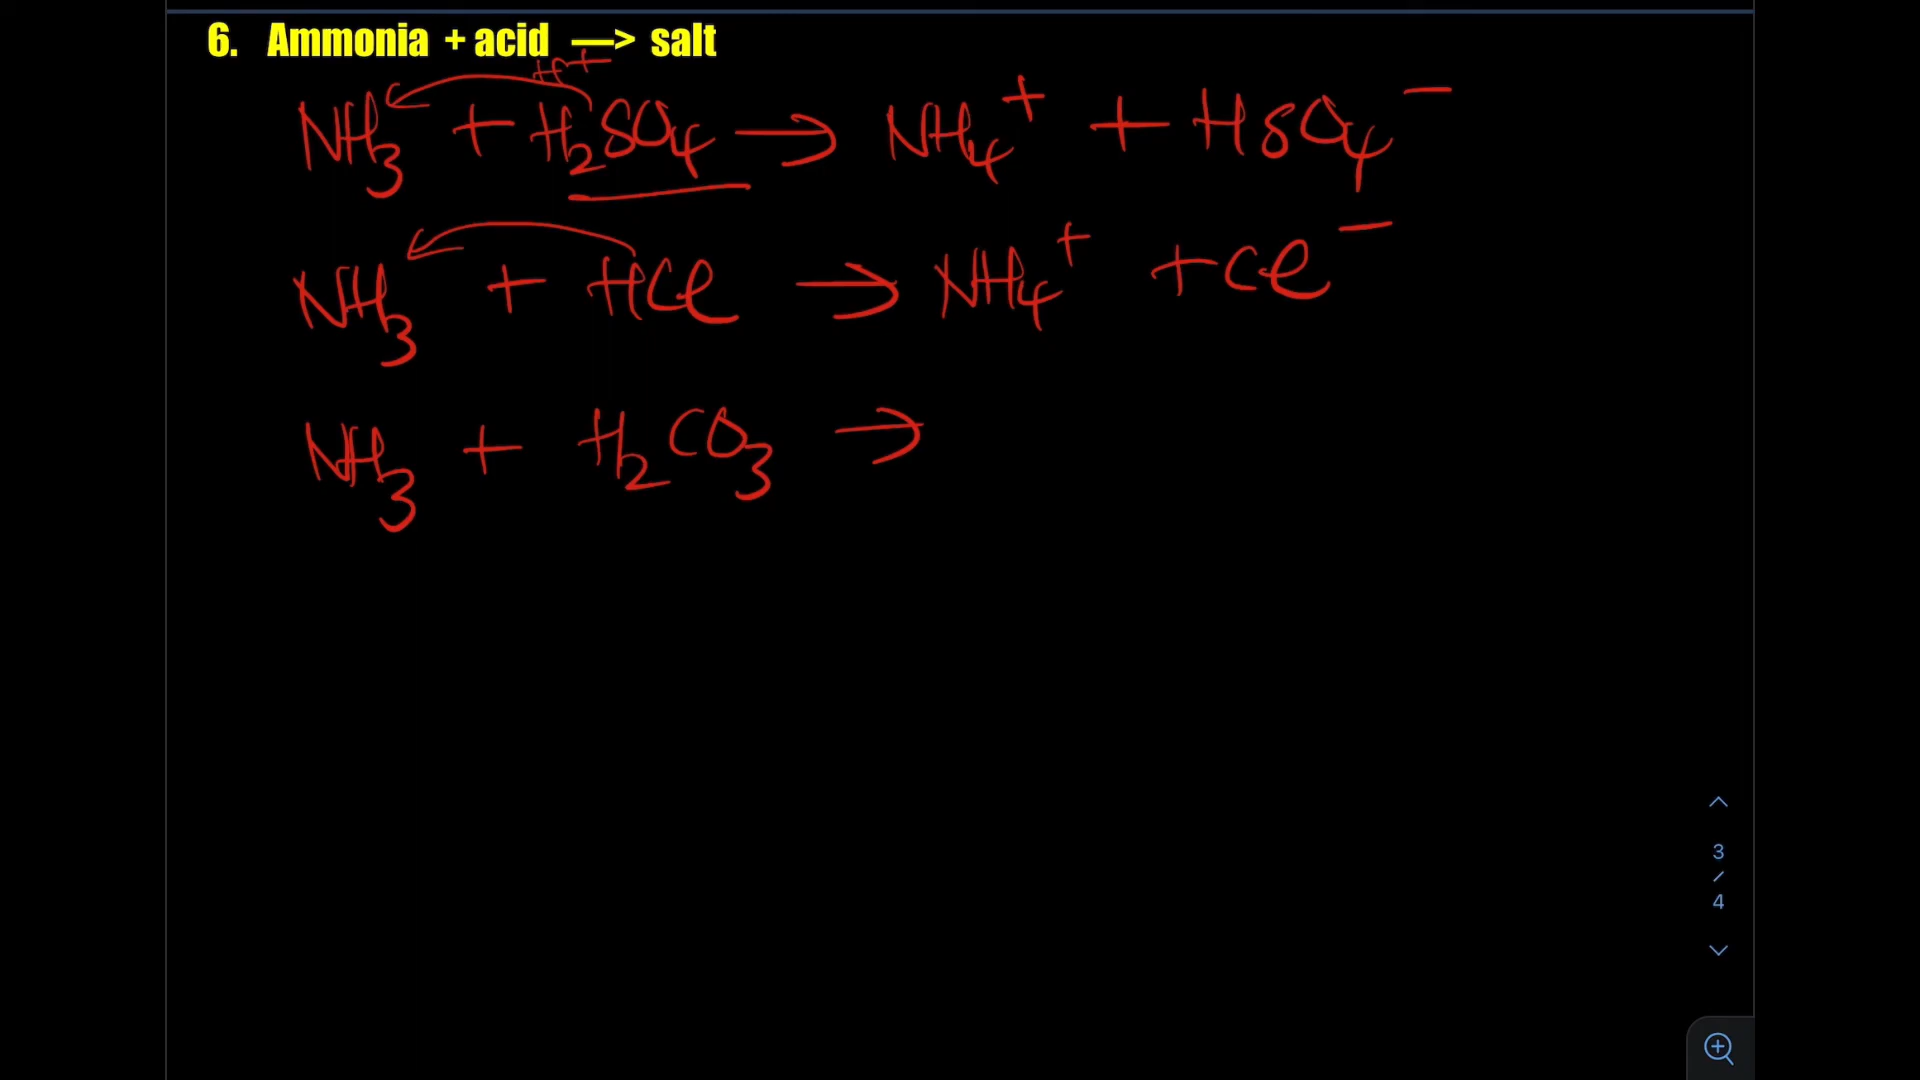 6. Ammonia + acid —> salt
H⁺
NH₃ + H₂SO₄ → NH₄⁺ + HSO₄⁻
NH₃ + HCl → NH₄⁺ + Cl⁻
NH₃ + H₂CO₃ →
3
/
4